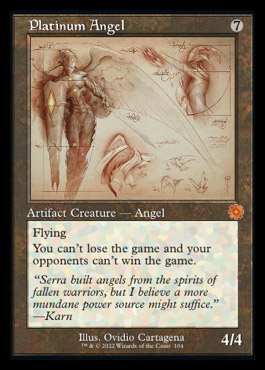 Platinum Angel 7
Artifact Creature — Angel
Flying
You can't lose the game and your
opponents can't win the game.
"Serra built angels from the spirits of
fallen warriors, but I believe a more
mundane power source might suffice."
—Karn
Illus. Ovidio Cartagena
™ & © 2022 Wizards of the Coast 104
4/4